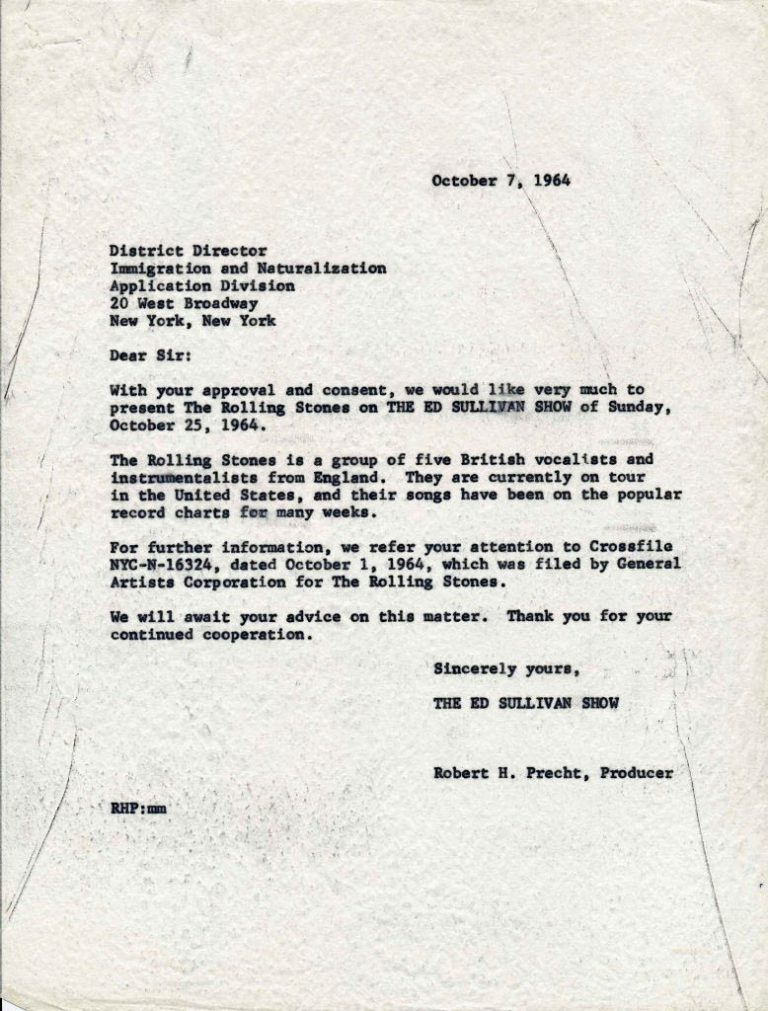 October 7, 1964
District Director
Immigration and Naturalization
Application Division
20 West Broadway
New York, New York
Dear Sir:
With your approval and consent, we would like very much to
present The Rolling Stones on THE ED SULLIVAN SHOW of Sunday,
October 25, 1964.
The Rolling Stones is a group of five British vocalists and
instrumentalists from England.  They are currently on tour
in the United States, and their songs have been on the popular
record charts for many weeks.
For further information, we refer your attention to Crossfile
NYC-N-16324, dated October 1, 1964, which was filed by General
Artists Corporation for The Rolling Stones.
We will await your advice on this matter.  Thank you for your
continued cooperation.
Sincerely yours,
THE ED SULLIVAN SHOW
Robert H. Precht, Producer
RHP:mm